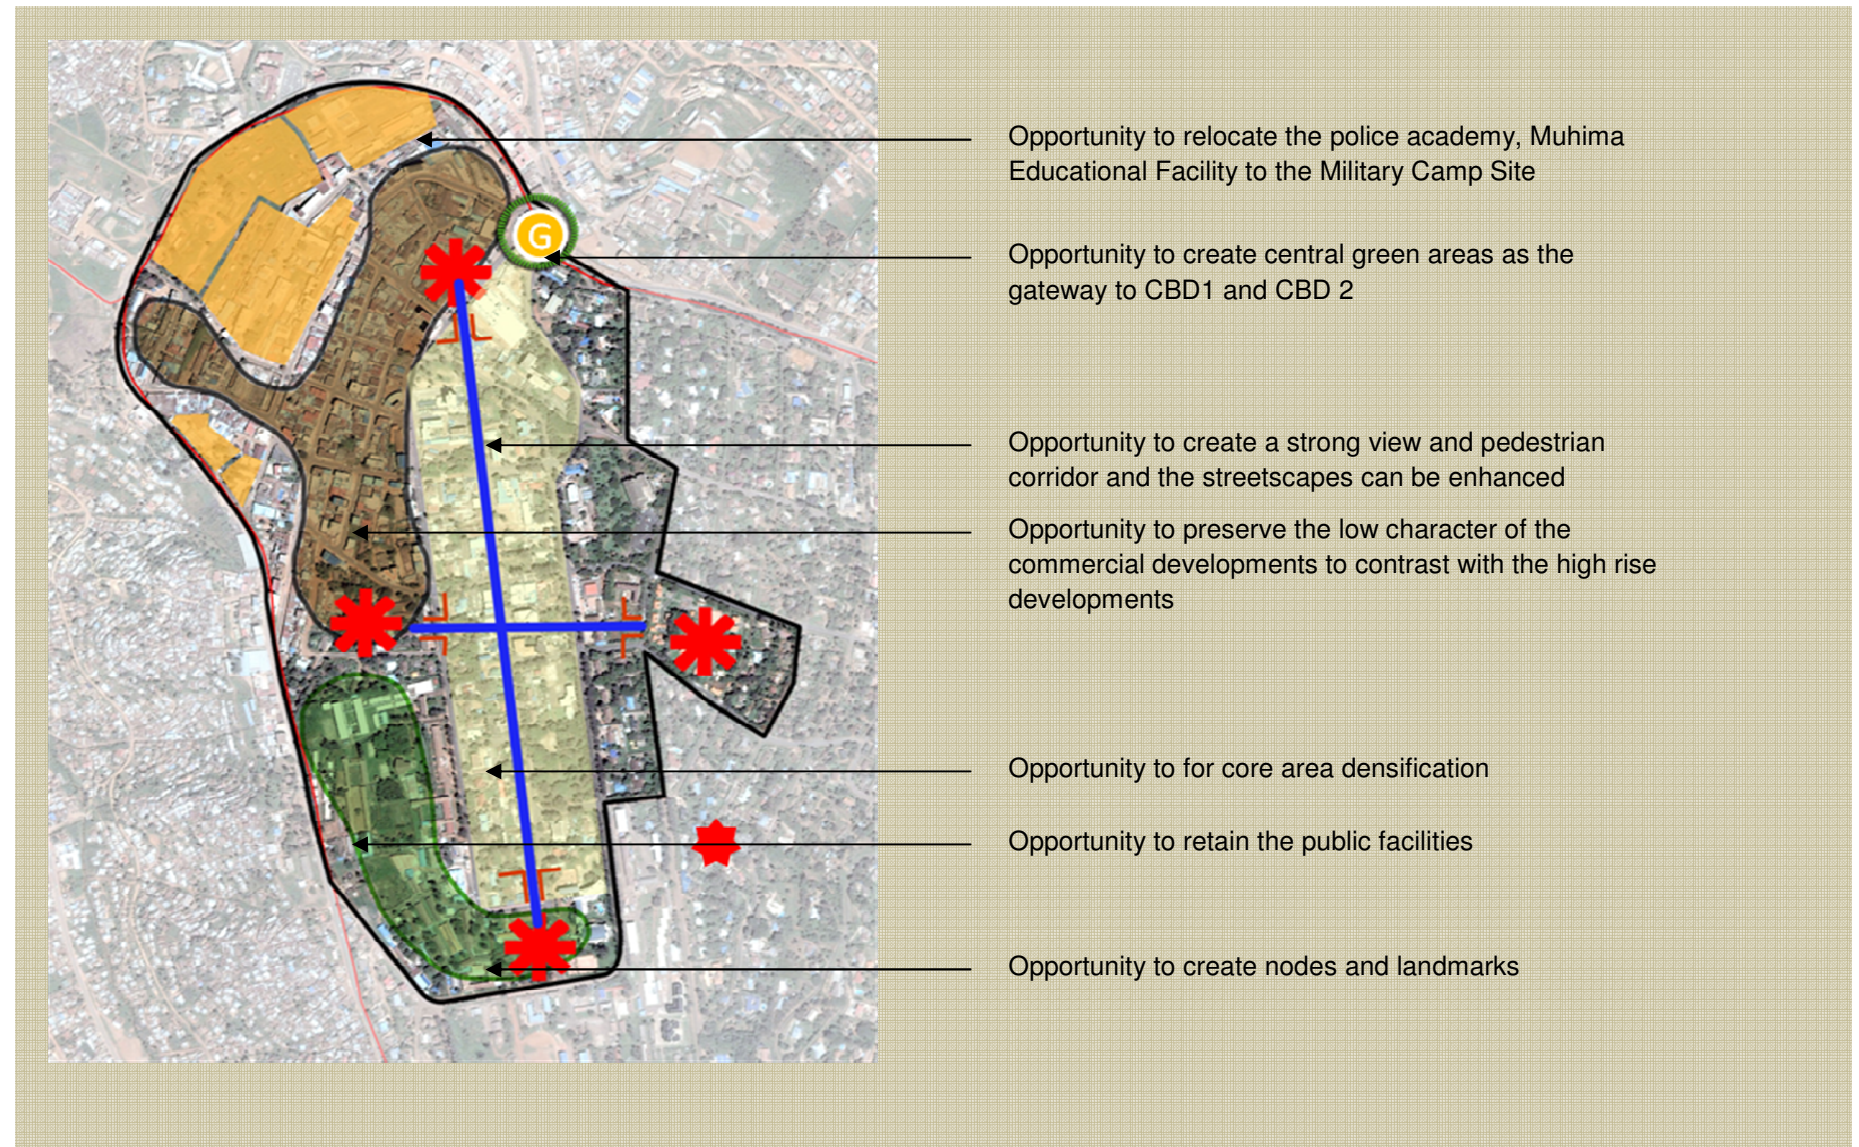 Opportunity to relocate the police academy, Muhima
Educational Facility to the Military Camp Site
G
Opportunity to create central green areas as the
gateway to CBD1 and CBD 2
Opportunity to create a strong view and pedestrian
corridor and the streetscapes can be enhanced
Opportunity to preserve the low character of the
commercial developments to contrast with the high rise
developments
Opportunity to for core area densification
Opportunity to retain the public facilities
Opportunity to create nodes and landmarks